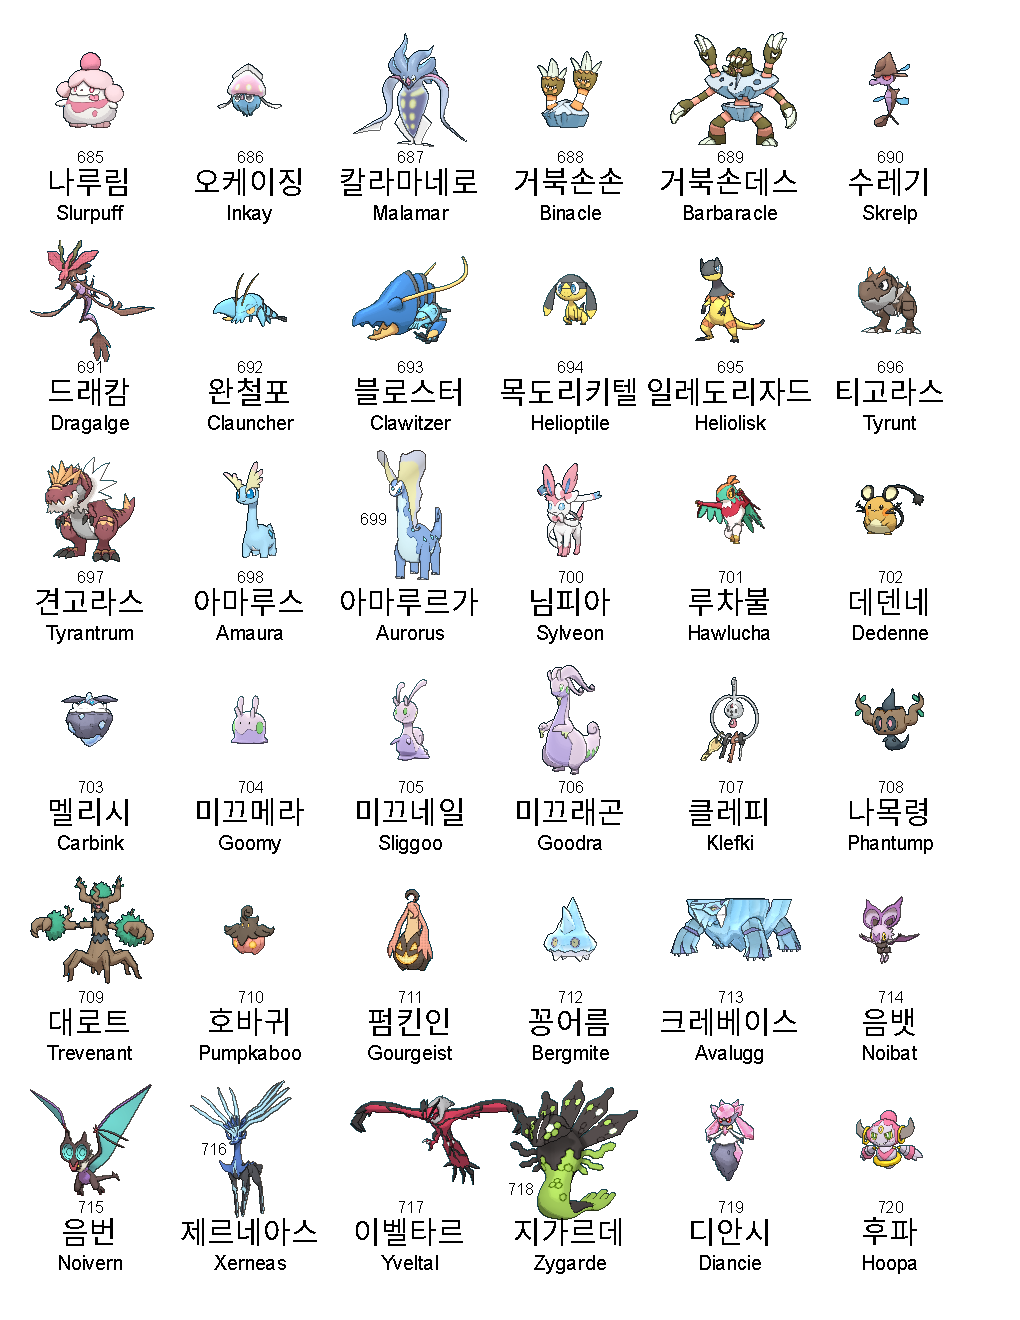 685 686 687 688 689 690
나루림 오케이징 칼라마네로 거북손손 거북손데스 수레기
Slurpuff Inkay Malamar Binacle Barbaracle Skrelp
691 692 693 694 695 696
드래캄 완철포 블로스터 목도리키텔 일레도리자드 티고라스
Dragalge Clauncher Clawitzer Helioptile Heliolisk Tyrunt
699
697 698 700 701 702
견고라스 아마루스 아마루르가 님피아 루차불 데덴네
Tyrantrum Amaura Aurorus Sylveon Hawlucha Dedenne
703 704 705 706 707 708
멜리시 미끄메라 미끄네일 미끄래곤 클레피 나목령
Carbink Goomy Sliggoo Goodra Klefki Phantump
709 710 711 712 713 714
대로트 호바귀 펌킨인 꽁어름 크레베이스 음뱃
Trevenant Pumpkaboo Gourgeist Bergmite Avalugg Noibat
716
718
715 717 719 720
음번 제르네아스 이벨타르 지가르데 디안시 후파
Noivern Xerneas Yveltal Zygarde Diancie Hoopa